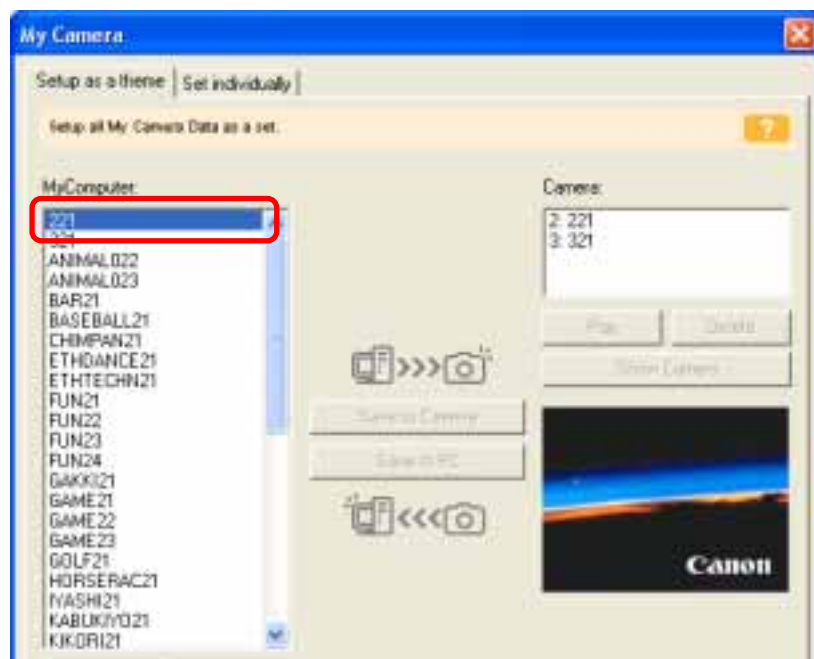 My Camera
Setup as a theme
Set individually
Setup all My Camera Data as a set.
?
MyComputer:
Camera:
221
321
ANIMAL022
ANIMAL023
BAR21
BASEBALL21
CHIMPAN21
ETHDANCE21
ETHTECHN21
FUN21
FUN22
FUN23
FUN24
GAKKI21
GAME21
GAME22
GAME23
GOLF21
HORSERAC21
IYASHI21
KABUKIYO21
KIKORI21
2: 221
3: 321
Play
Delete
Save to Camera
Save to PC
>>>
<<<
Canon